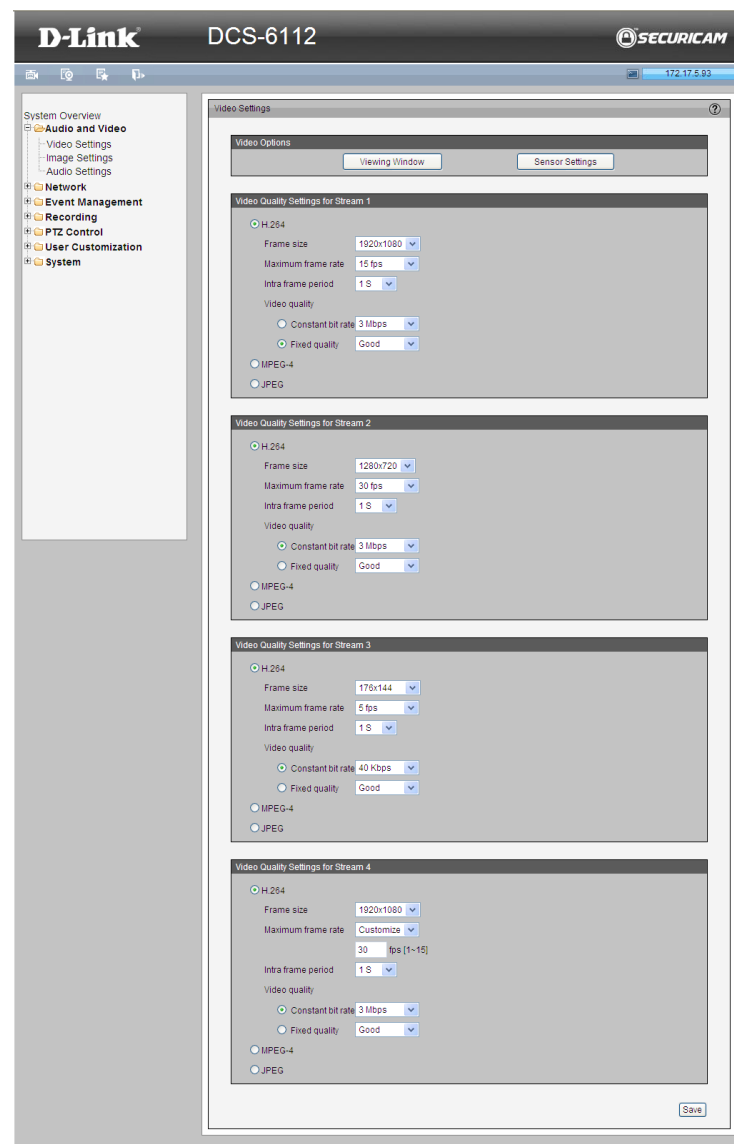 D-Link
DCS-6112
SECURICAM
172.17.5.93
System Overview
Audio and Video
Video Settings
Image Settings
Audio Settings
Network
Event Management
Recording
PTZ Control
User Customization
System
Video Settings
?
Video Options
Viewing Window
Sensor Settings
Video Quality Settings for Stream 1
H.264
Frame size 1920x1080
Maximum frame rate 15 fps
Intra frame period 1 S
Video quality
Constant bit rate 3 Mbps
Fixed quality Good
MPEG-4
JPEG
Video Quality Settings for Stream 2
H.264
Frame size 1280x720
Maximum frame rate 30 fps
Intra frame period 1 S
Video quality
Constant bit rate 3 Mbps
Fixed quality Good
MPEG-4
JPEG
Video Quality Settings for Stream 3
H.264
Frame size 176x144
Maximum frame rate 5 fps
Intra frame period 1 S
Video quality
Constant bit rate 40 Kbps
Fixed quality Good
MPEG-4
JPEG
Video Quality Settings for Stream 4
H.264
Frame size 1920x1080
Maximum frame rate Customize
30 fps [1~15]
Intra frame period 1 S
Video quality
Constant bit rate 3 Mbps
Fixed quality Good
MPEG-4
JPEG
Save